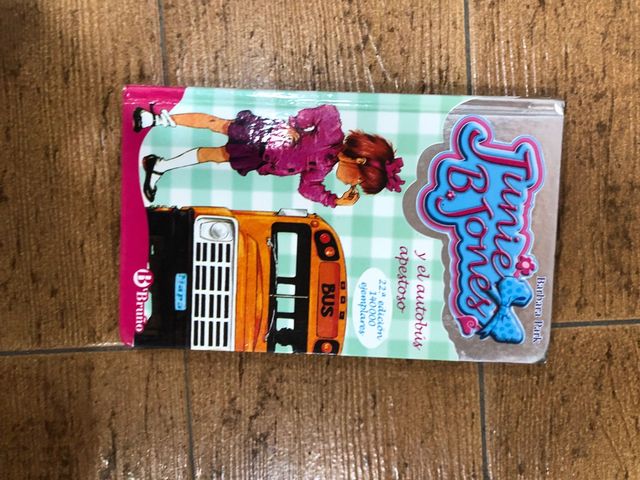 Barbara Park
Junie
B. Jones
y el autobús
apestoso
22.ª edición
140.000
ejemplares
BUS
Bruño